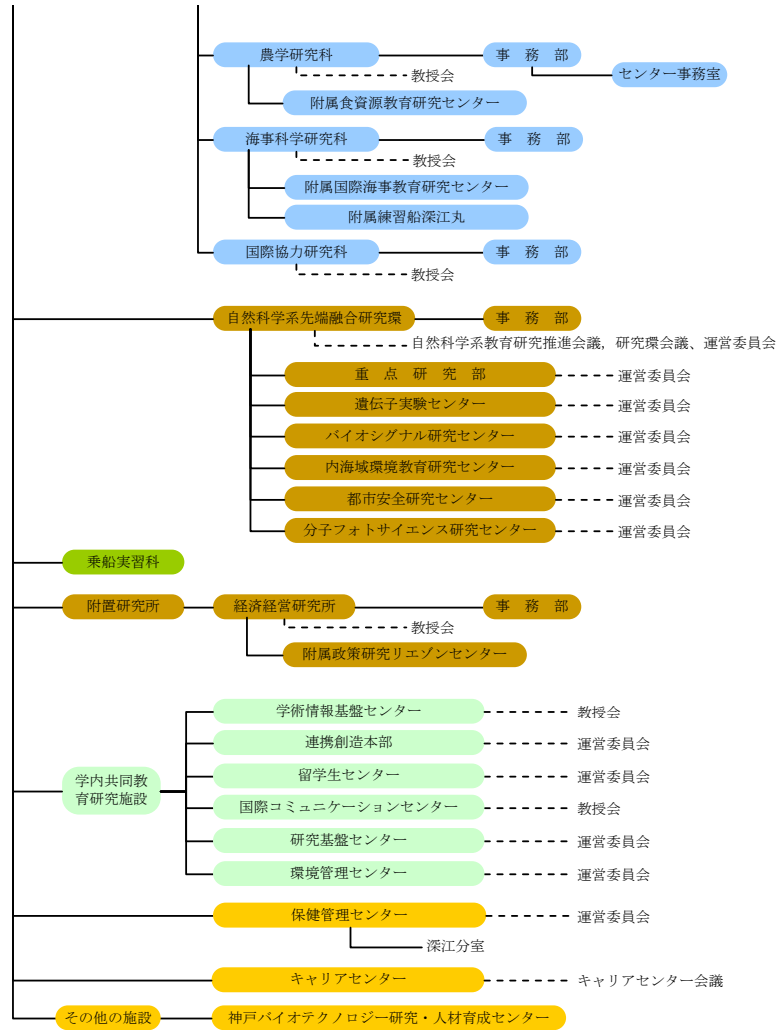 農学研究科 事 務 部
教授会 センター事務室
附属食資源教育研究センター
海事科学研究科 事 務 部
教授会
附属国際海事教育研究センター
附属練習船深江丸
国際協力研究科 事 務 部
教授会
自然科学系先端融合研究環 事 務 部
自然科学系教育研究推進会議, 研究環会議、運営委員会
重 点 研 究 部 運営委員会
遺伝子実験センター 運営委員会
バイオシグナル研究センター 運営委員会
内海域環境教育研究センター 運営委員会
都市安全研究センター 運営委員会
分子フォトサイエンス研究センター 運営委員会
乗船実習科
附置研究所 経済経営研究所 事 務 部
教授会
附属政策研究リエゾンセンター
学術情報基盤センター 教授会
連携創造本部 運営委員会
学内共同教
育研究施設
留学生センター 運営委員会
国際コミュニケーションセンター 教授会
研究基盤センター 運営委員会
環境管理センター 運営委員会
保健管理センター 運営委員会
深江分室
キャリアセンター キャリアセンター会議
その他の施設 神戸バイオテクノロジー研究・人材育成センター